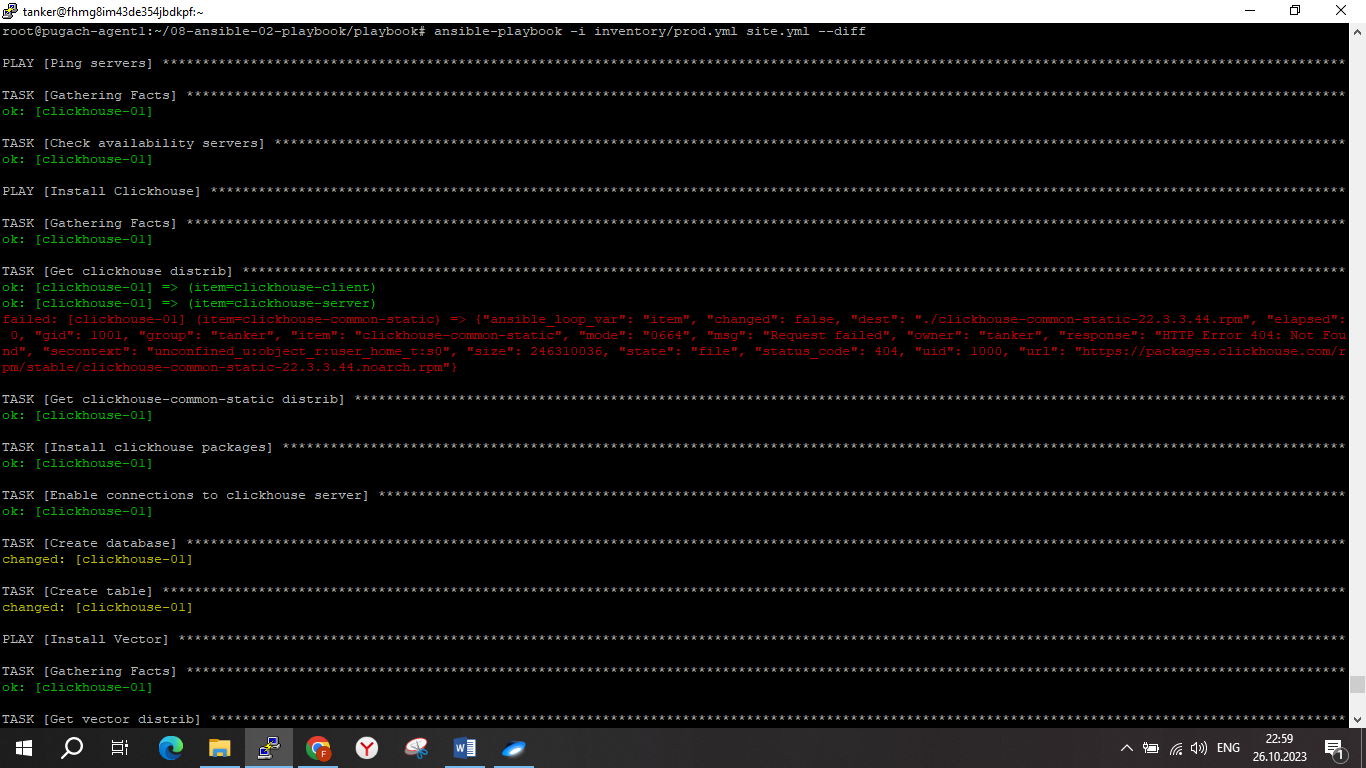 tanker@fhmg8im43de354jbdkpf:~
root@pugach-agent1:~/08-ansible-02-playbook/playbook# ansible-playbook -i inventory/prod.yml site.yml --diff
PLAY [Ping servers] ****************************************************************************************************************************************************
TASK [Gathering Facts] *************************************************************************************************************************************************
ok: [clickhouse-01]
TASK [Check availability servers] **************************************************************************************************************************************
ok: [clickhouse-01]
PLAY [Install Clickhouse] **********************************************************************************************************************************************
TASK [Gathering Facts] *************************************************************************************************************************************************
ok: [clickhouse-01]
TASK [Get clickhouse distrib] ******************************************************************************************************************************************
ok: [clickhouse-01] => (item=clickhouse-client)
ok: [clickhouse-01] => (item=clickhouse-server)
failed: [clickhouse-01] (item=clickhouse-common-static) => {"ansible_loop_var": "item", "changed": false, "dest": "./clickhouse-common-static-22.3.3.44.rpm", "elapsed":
 0, "gid": 1001, "group": "tanker", "item": "clickhouse-common-static", "mode": "0664", "msg": "Request failed", "owner": "tanker", "response": "HTTP Error 404: Not Fou
nd", "secontext": "unconfined_u:object_r:user_home_t:s0", "size": 246310036, "state": "file", "status_code": 404, "uid": 1000, "url": "https://packages.clickhouse.com/r
pm/stable/clickhouse-common-static-22.3.3.44.noarch.rpm"}
TASK [Get clickhouse-common-static distrib] ****************************************************************************************************************************
ok: [clickhouse-01]
TASK [Install clickhouse packages] *************************************************************************************************************************************
ok: [clickhouse-01]
TASK [Enable connections to clickhouse server] *************************************************************************************************************************
ok: [clickhouse-01]
TASK [Create database] *************************************************************************************************************************************************
changed: [clickhouse-01]
TASK [Create table] ****************************************************************************************************************************************************
changed: [clickhouse-01]
PLAY [Install Vector] **************************************************************************************************************************************************
TASK [Gathering Facts] *************************************************************************************************************************************************
ok: [clickhouse-01]
TASK [Get vector distrib] **********************************************************************************************************************************************
ENG
22:59
26.10.2023
1